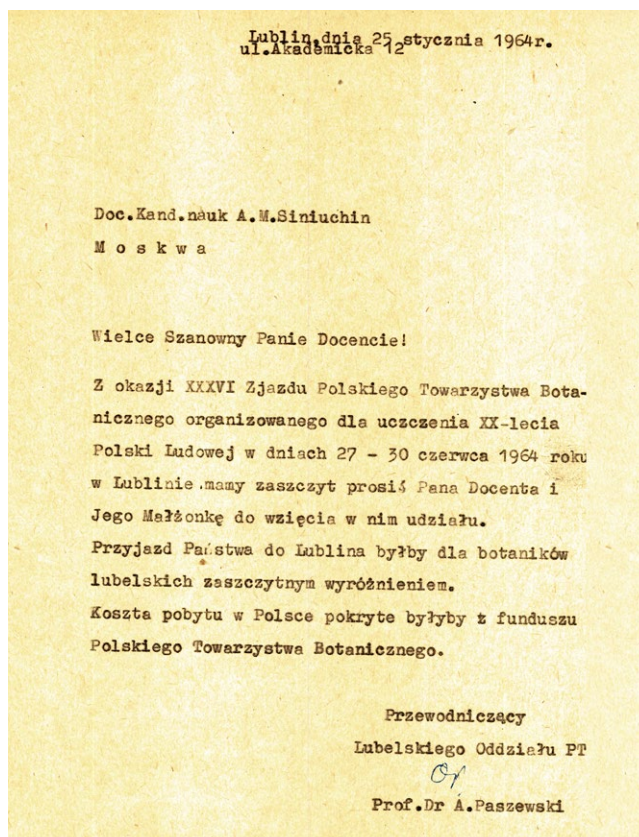 Lublin,dnia 25 stycznia 1964r.
ul.Akademicka 12
Doc.Kand.nauk A.M.Siniuchin
M o s k w a
Wielce Szanowny Panie Docencie!
Z okazji XXXVI Zjazdu Polskiego Towarzystwa Bota-
nicznego organizowanego dla uczczenia XX-lecia
Polski Ludowej w dniach 27 - 30 czerwca 1964 roku
w Lublinie mamy zaszczyt prosić Pana Docenta i
Jego Małżonkę do wzięcia w nim udziału.
Przyjazd Państwa do Lublina byłby dla botaników
lubelskich zaszczytnym wyróżnieniem.
Koszta pobytu w Polsce pokryte byłyby z funduszu
Polskiego Towarzystwa Botanicznego.
Przewodniczący
Lubelskiego Oddziału PT
Prof.Dr A.Paszewski